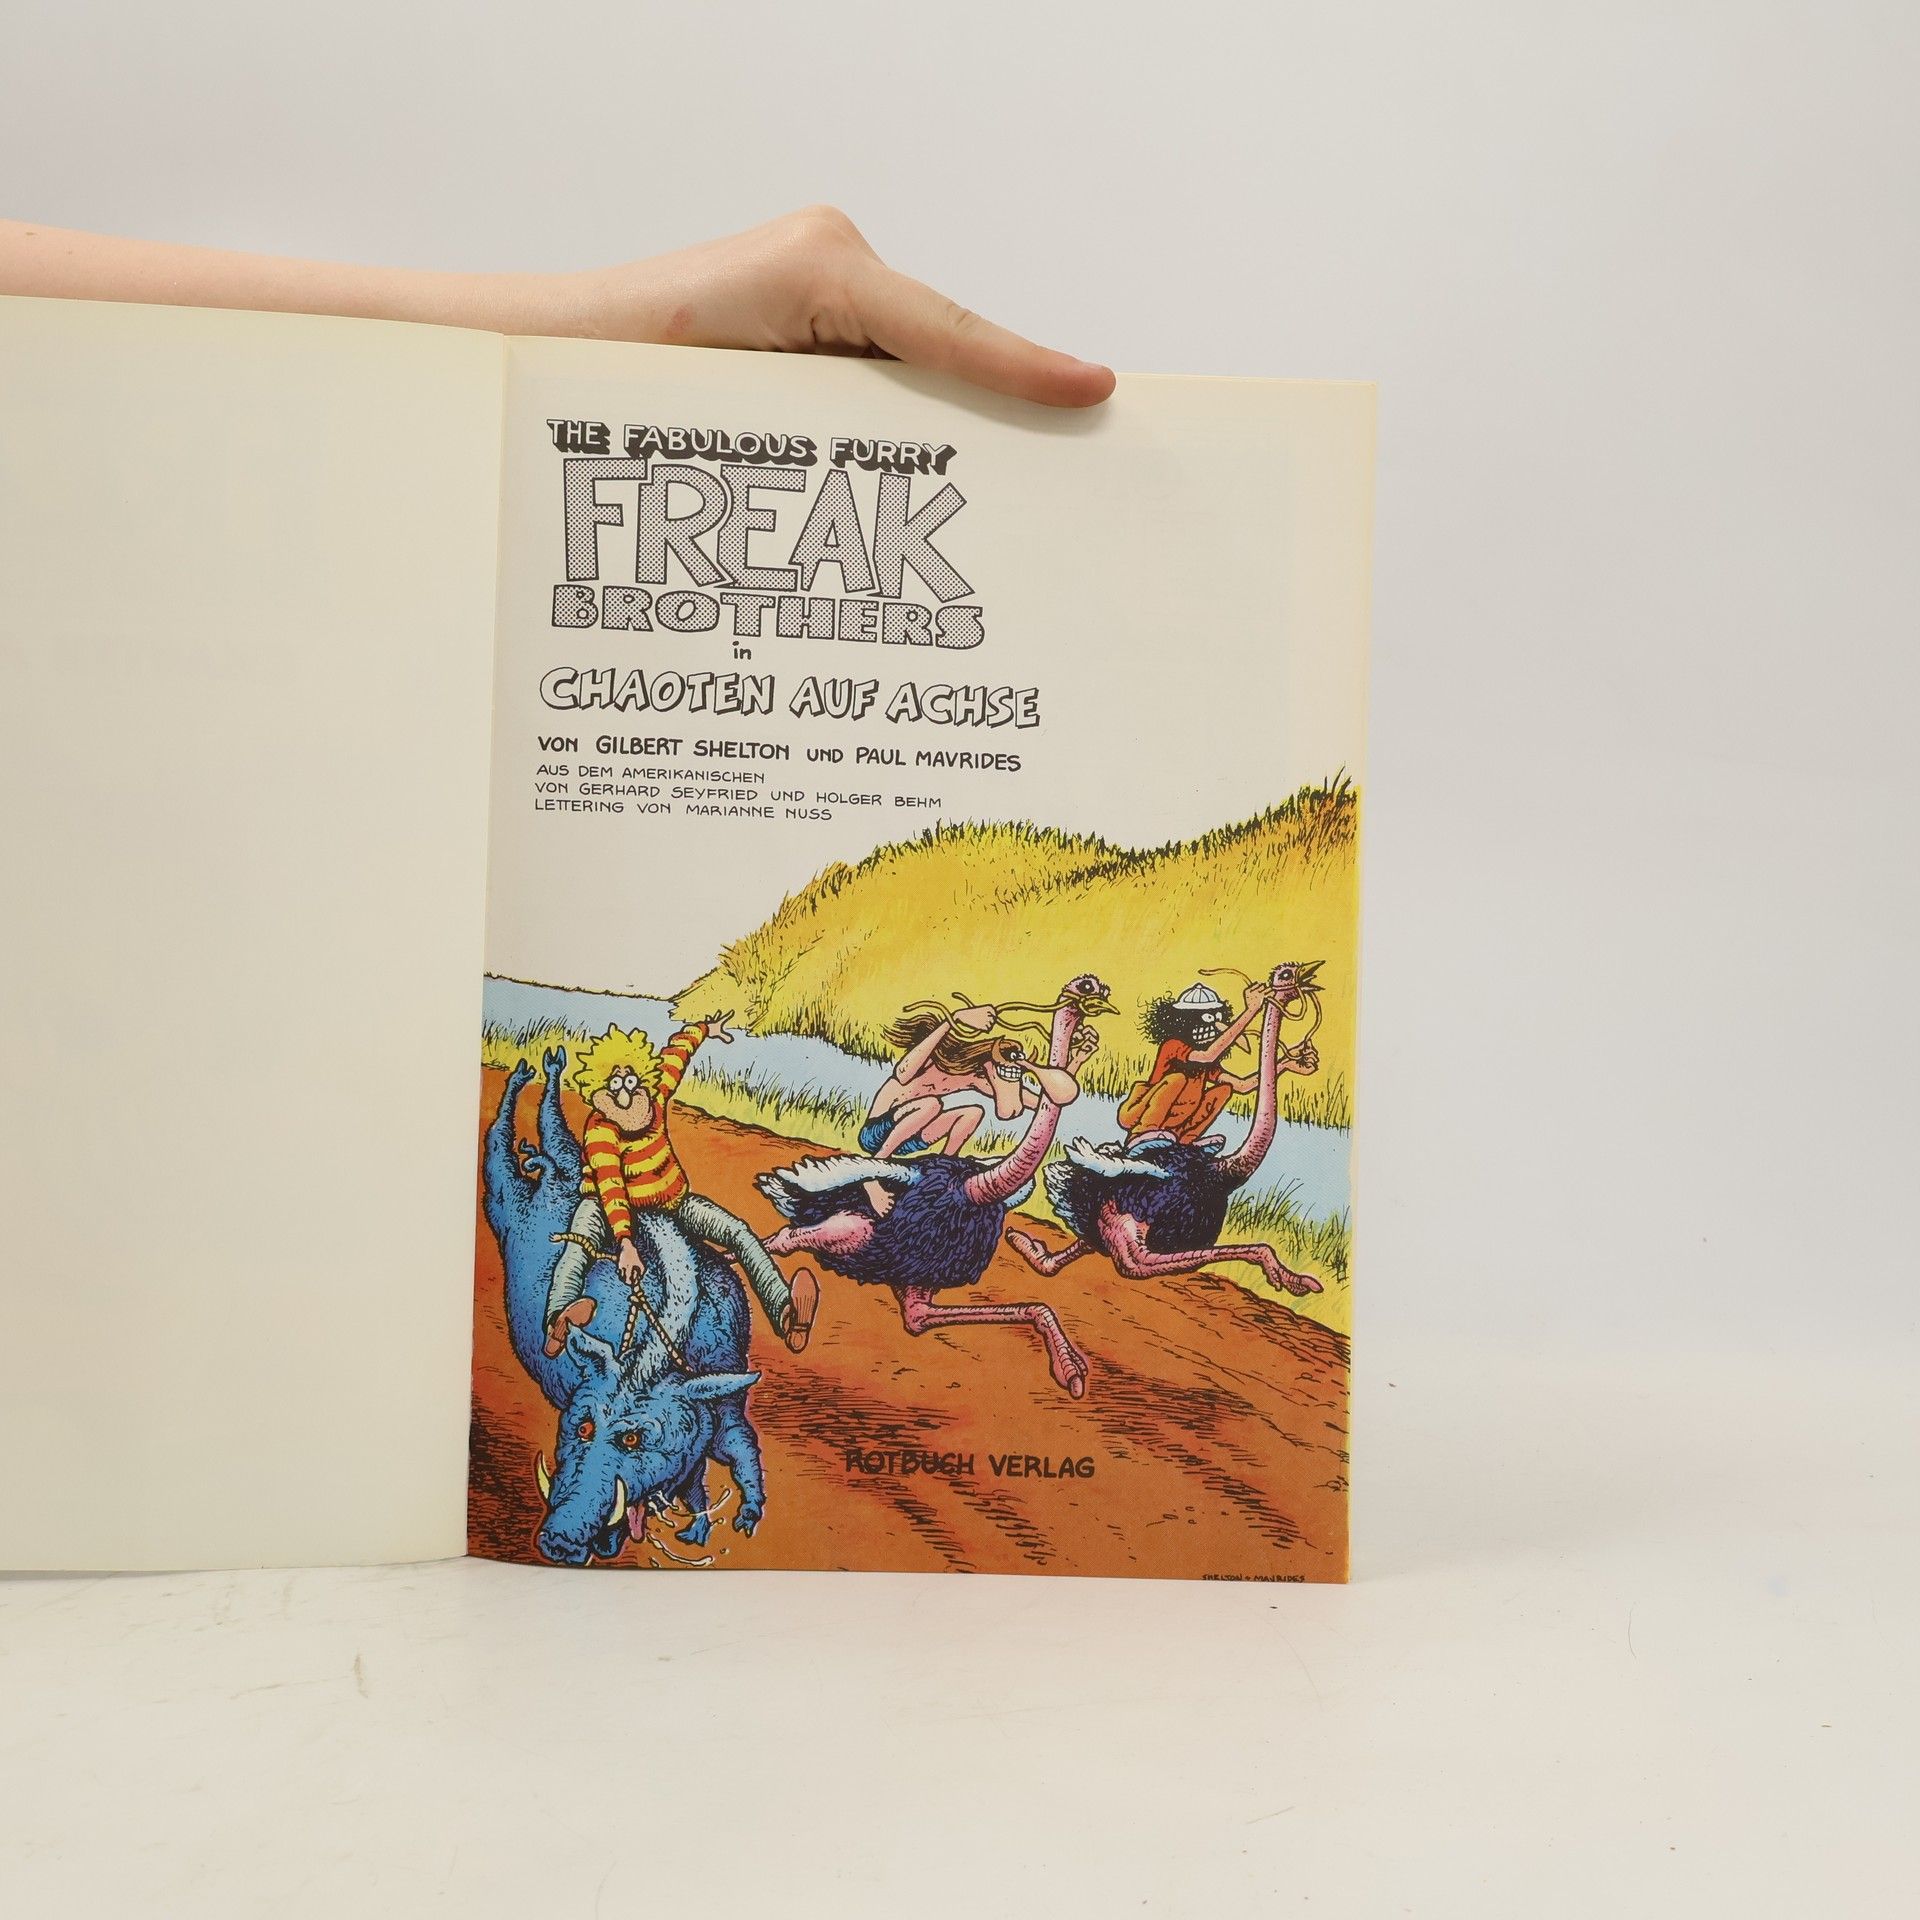 THE FABULOUS FURRY
FREAK
BROTHERS
in
CHAOTEN AUF ACHSE
VON GILBERT SHELTON UND PAUL MAVRIDES
AUS DEM AMERIKANISCHEN
VON GERHARD SEYFRIED UND HOLGER BEHM
LETTERING VON MARIANNE NUSS
ROTBUCH VERLAG
SHELTON + MAVRIDES